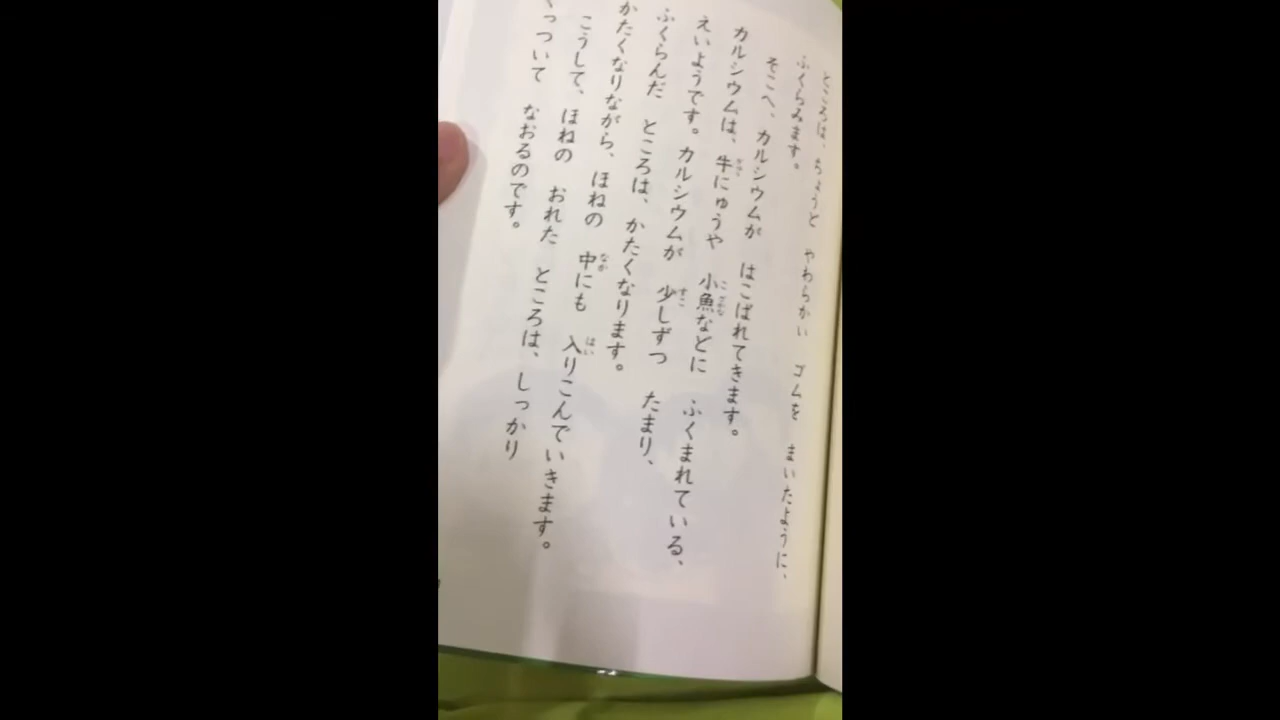 ところは、ちょうど やわらかい ゴムを まいたように、
ふくらみます。
そこへ、カルシウムが はこばれてきます。
カルシウムは、牛にゅうや 小魚などに ふくまれている、
えいようです。カルシウムが 少しずつ たまり、
ふくらんだ ところは、かたくなります。
かたくなりながら、ほねの 中にも 入りこんでいきます。
こうして、ほねの おれた ところは、しっかり
くっついて なおるのです。